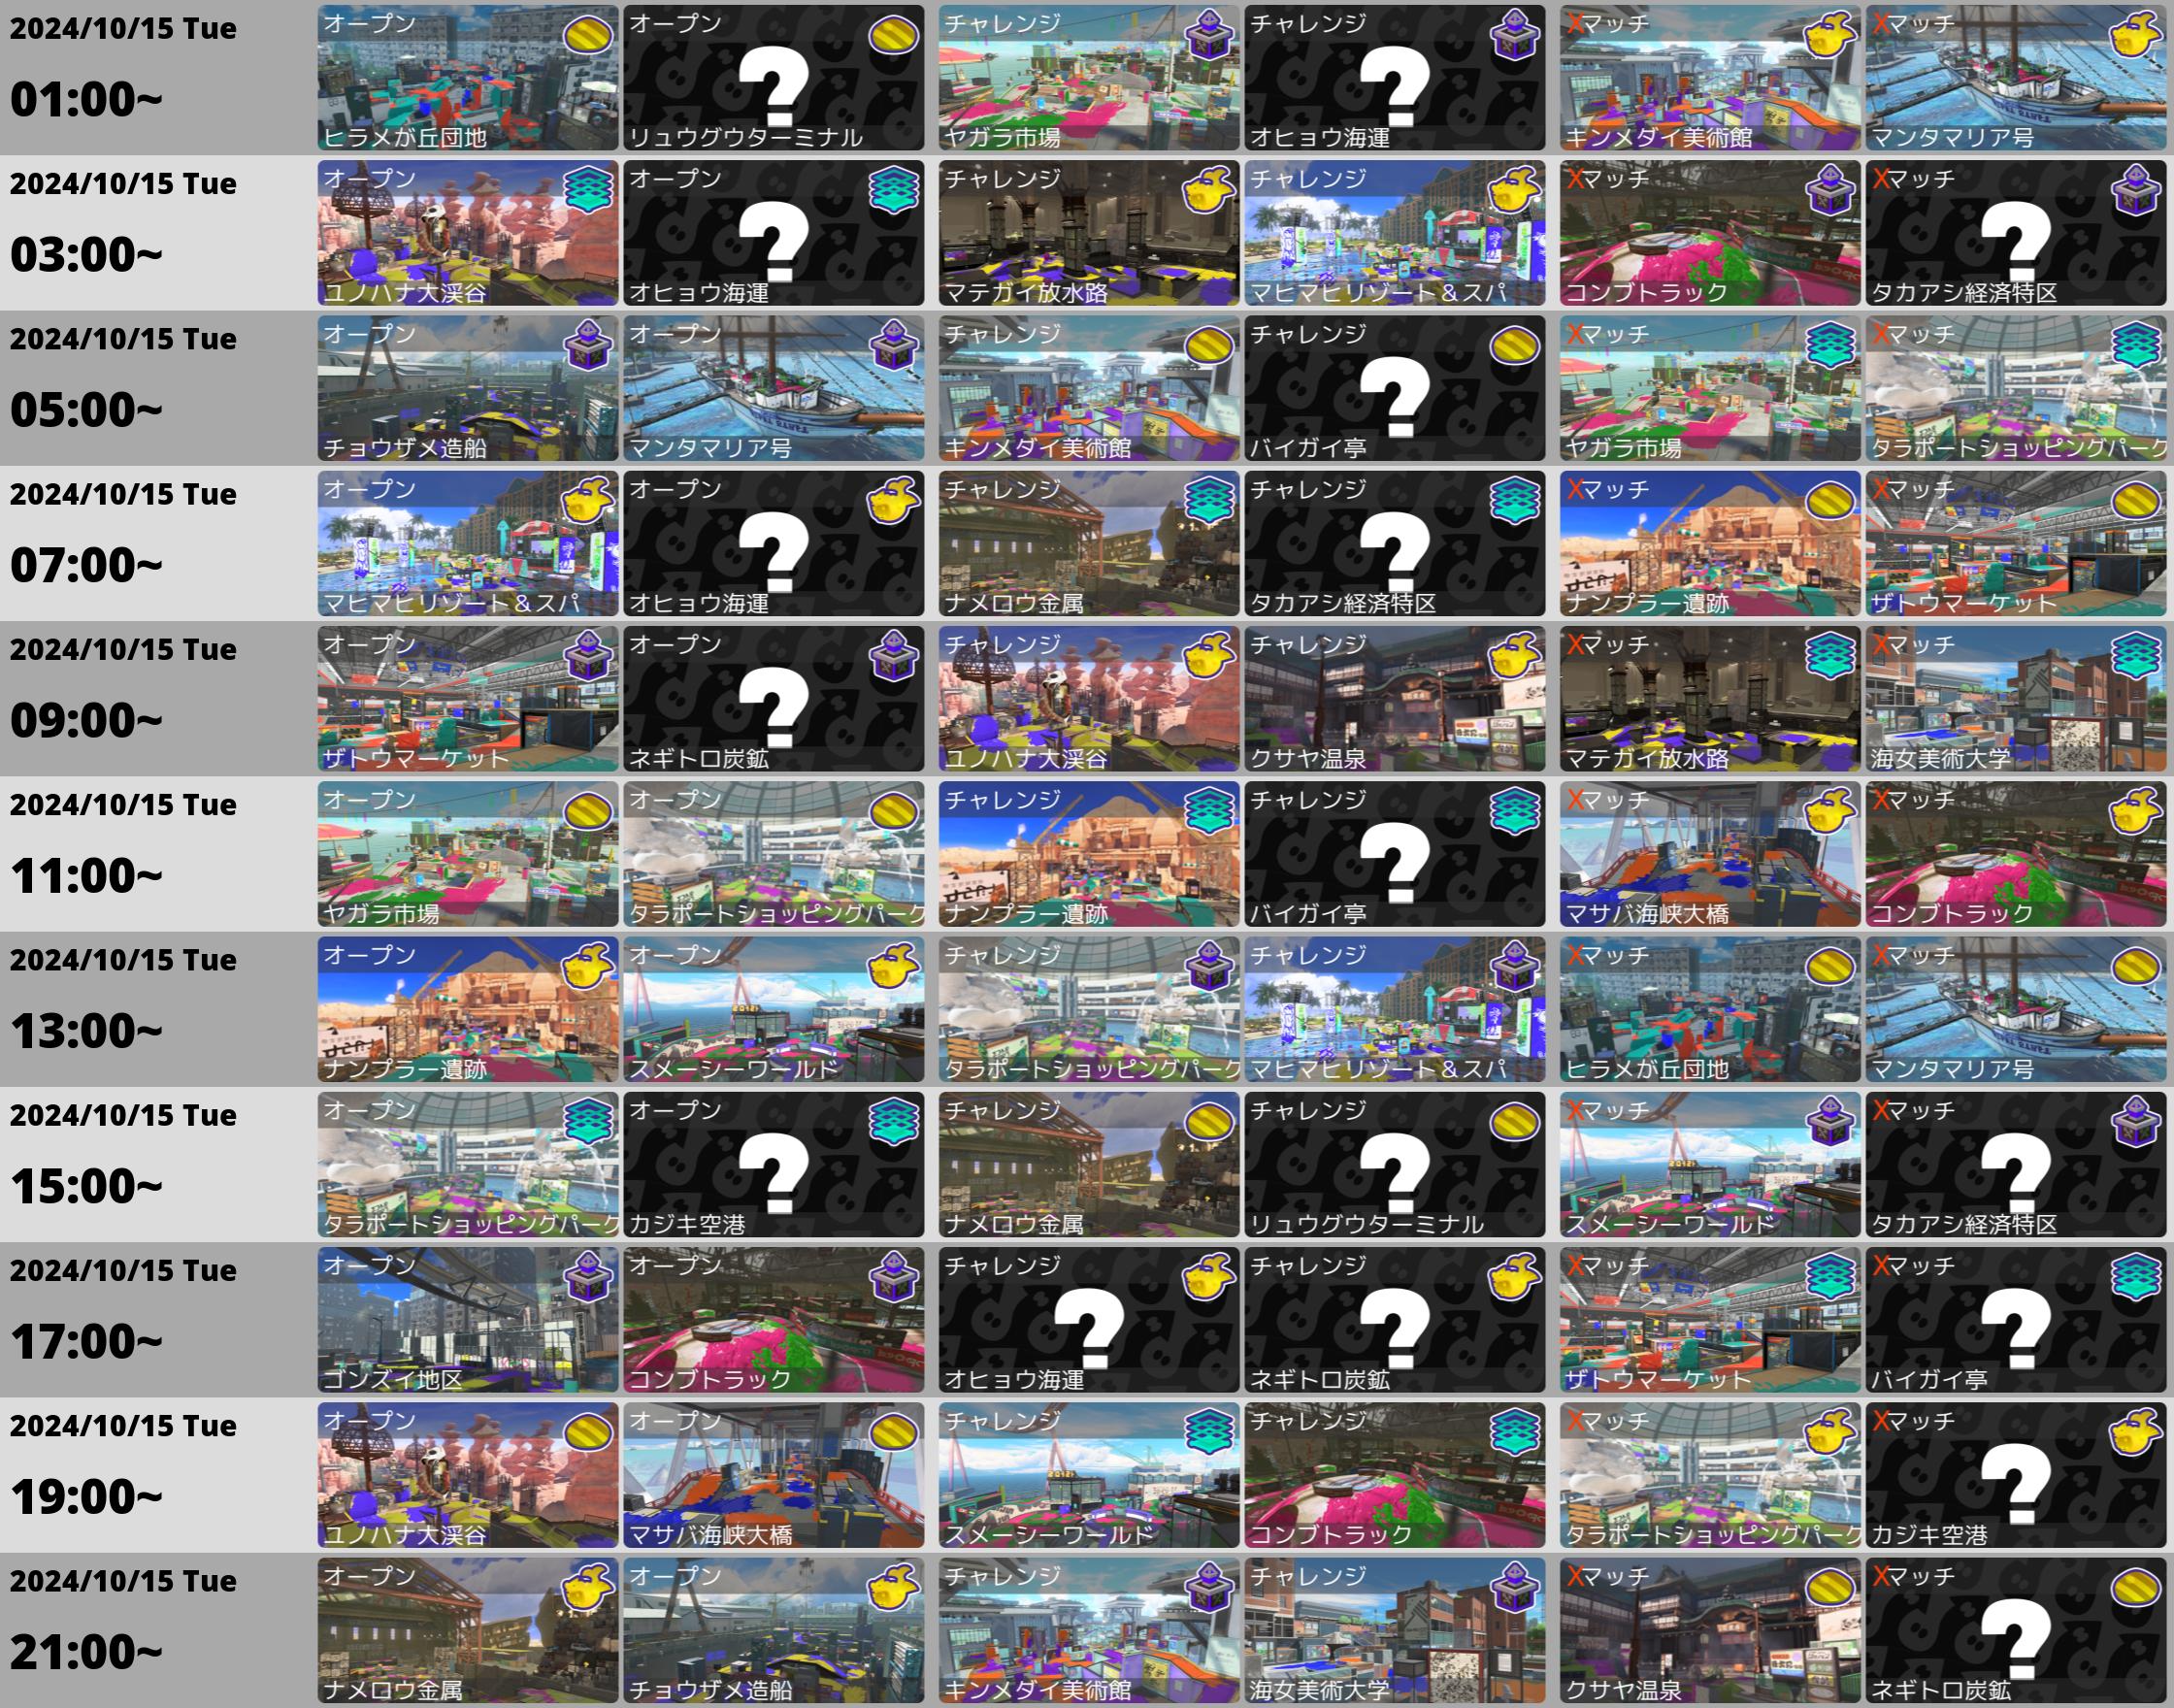 2024/10/15 Tue
01:00~
オープン
ヒラメが丘団地
オープン
リュウグウターミナル
チャレンジ
ヤガラ市場
チャレンジ
オヒョウ海運
Xマッチ
キンメダイ美術館
Xマッチ
マンタマリア号
2024/10/15 Tue
03:00~
オープン
ユノハナ大渓谷
オープン
オヒョウ海運
チャレンジ
マテガイ放水路
チャレンジ
マヒマヒリゾート&スパ
Xマッチ
コンブトラック
Xマッチ
タカアシ経済特区
2024/10/15 Tue
05:00~
オープン
チョウザメ造船
オープン
マンタマリア号
チャレンジ
キンメダイ美術館
チャレンジ
バイガイ亭
Xマッチ
ヤガラ市場
Xマッチ
タラポートショッピングパーク
2024/10/15 Tue
07:00~
オープン
マヒマヒリゾート&スパ
オープン
オヒョウ海運
チャレンジ
ナメロウ金属
チャレンジ
タカアシ経済特区
Xマッチ
ナンプラー遺跡
Xマッチ
ザトウマーケット
2024/10/15 Tue
09:00~
オープン
ザトウマーケット
オープン
ネギトロ炭鉱
チャレンジ
ユノハナ大渓谷
チャレンジ
クサヤ温泉
Xマッチ
マテガイ放水路
Xマッチ
海女美術大学
2024/10/15 Tue
11:00~
オープン
ヤガラ市場
オープン
タラポートショッピングパーク
チャレンジ
ナンプラー遺跡
チャレンジ
バイガイ亭
Xマッチ
マサバ海峡大橋
Xマッチ
コンブトラック
2024/10/15 Tue
13:00~
オープン
ナンプラー遺跡
オープン
スメーシーワールド
チャレンジ
タラポートショッピングパーク
チャレンジ
マヒマヒリゾート&スパ
Xマッチ
ヒラメが丘団地
Xマッチ
マンタマリア号
2024/10/15 Tue
15:00~
オープン
タラポートショッピングパーク
オープン
カジキ空港
チャレンジ
ナメロウ金属
チャレンジ
リュウグウターミナル
Xマッチ
スメーシーワールド
Xマッチ
タカアシ経済特区
2024/10/15 Tue
17:00~
オープン
ゴンズイ地区
オープン
コンブトラック
チャレンジ
オヒョウ海運
チャレンジ
ネギトロ炭鉱
Xマッチ
ザトウマーケット
Xマッチ
バイガイ亭
2024/10/15 Tue
19:00~
オープン
ユノハナ大渓谷
オープン
マサバ海峡大橋
チャレンジ
スメーシーワールド
チャレンジ
コンブトラック
Xマッチ
タラポートショッピングパーク
Xマッチ
カジキ空港
2024/10/15 Tue
21:00~
オープン
ナメロウ金属
オープン
チョウザメ造船
チャレンジ
キンメダイ美術館
チャレンジ
海女美術大学
Xマッチ
クサヤ温泉
Xマッチ
ネギトロ炭鉱